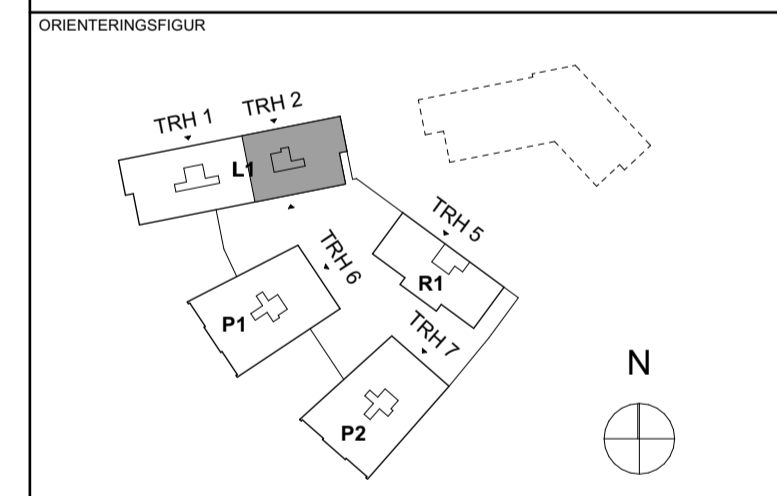 ORIENTERINGSFIGUR
TRH 1
TRH 2
L1
TRH 5
TRH 6
R1
P1
TRH 7
N
P2